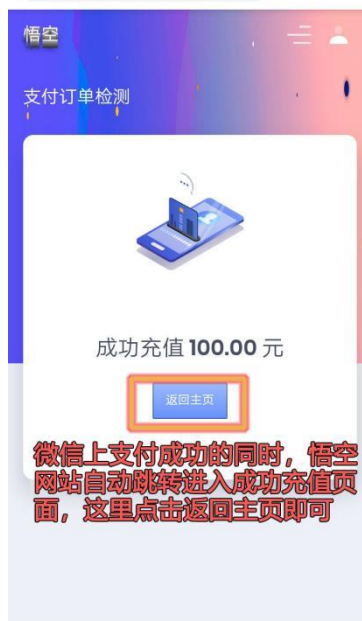 悟空
支付订单检测
成功充值 100.00 元
返回主页
微信上支付成功的同时，悟空
网站自动跳转进入成功充值页
面，这里点击返回主页即可